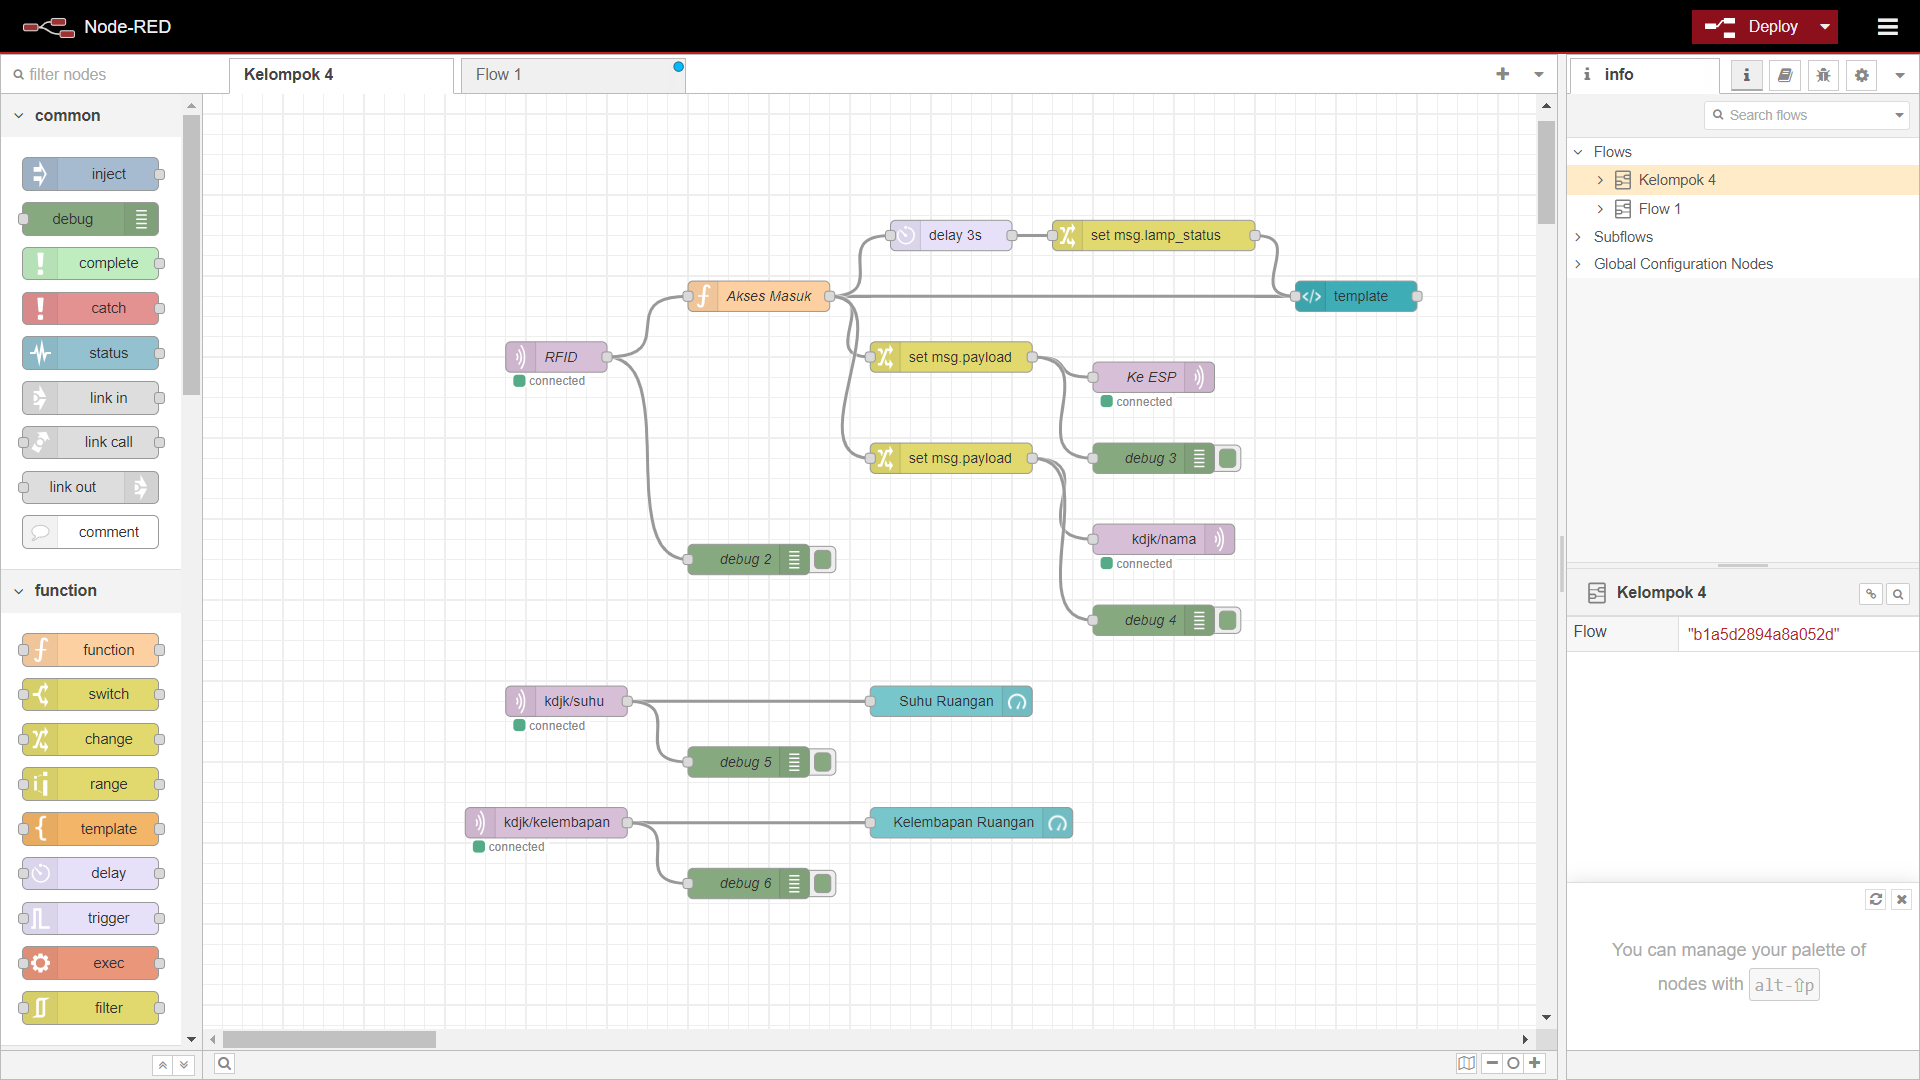 Node-RED
Deploy
filter nodes
Kelompok 4
Flow 1
info
Search flows
common
inject
debug
complete
catch
status
link in
link call
link out
comment
function
function
switch
change
range
template
delay
trigger
exec
filter
delay 3s
set msg.lamp_status
Akses Masuk
template
RFID
connected
set msg.payload
Ke ESP
connected
set msg.payload
debug 3
kdjk/nama
connected
debug 2
debug 4
kdjk/suhu
connected
Suhu Ruangan
debug 5
kdjk/kelembapan
connected
Kelembapan Ruangan
debug 6
Flows
Kelompok 4
Flow 1
Subflows
Global Configuration Nodes
Kelompok 4
Flow
"b1a5d2894a8a052d"
You can manage your palette of
nodes with alt-⇧p